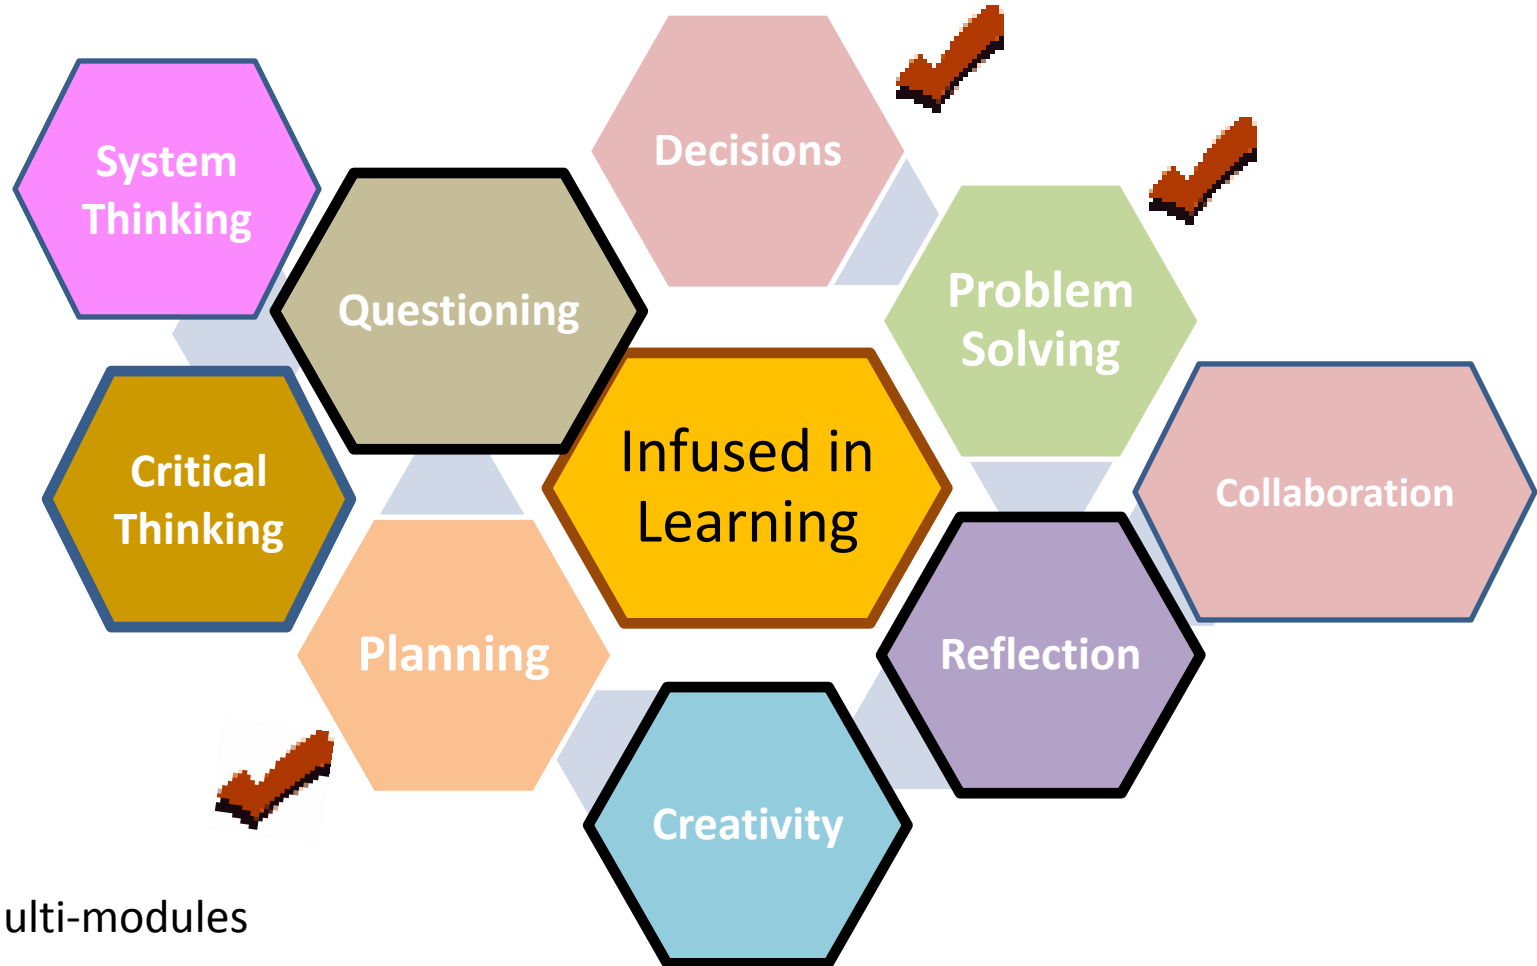 System
Thinking
Decisions
Questioning
Problem
Solving
Critical
Thinking
Infused in
Learning
Collaboration
Planning
Reflection
Creativity
ulti-modules